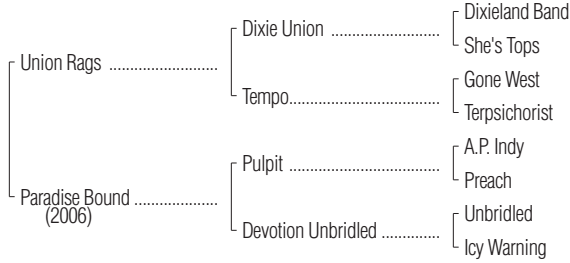 Dixieland Band
Dixie Union ......................
She's Tops
Union Rags ......................
Gone West
Tempo..............................
Terpsichorist
A.P. Indy
Pulpit ..............................
Preach
Paradise Bound .................
(2006)
Unbridled
Devotion Unbridled ............
Icy Warning